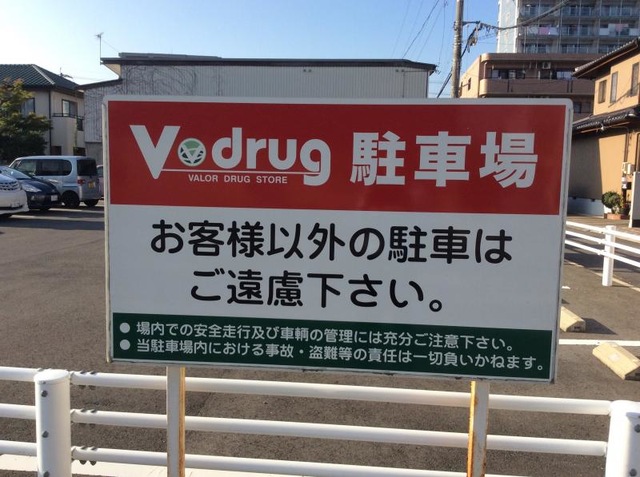 V drug 駐車場
VALOR DRUG STORE
お客様以外の駐車は
ご遠慮下さい。
● 場内での安全走行及び車輌の管理には充分ご注意下さい。
● 当駐車場内における事故・盗難等の責任は一切負いかねます。